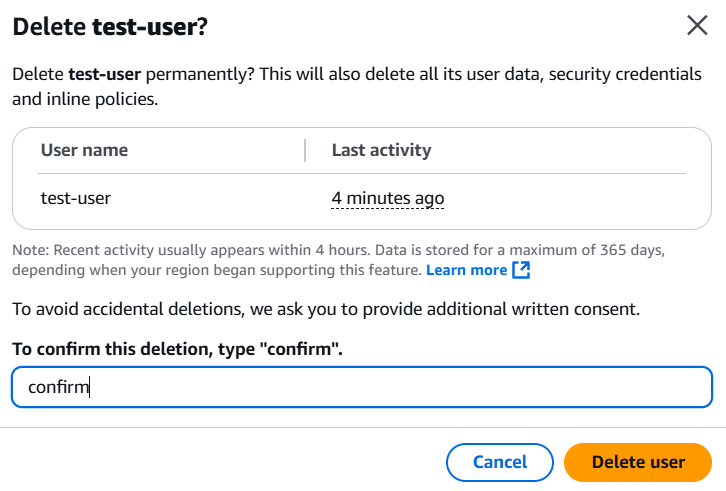 Delete test-user?
Delete test-user permanently? This will also delete all its user data, security credentials
and inline policies.
User name
Last activity
test-user
4 minutes ago
Note: Recent activity usually appears within 4 hours. Data is stored for a maximum of 365 days,
depending when your region began supporting this feature. Learn more
To avoid accidental deletions, we ask you to provide additional written consent.
To confirm this deletion, type "confirm".
confirm
Cancel
Delete user